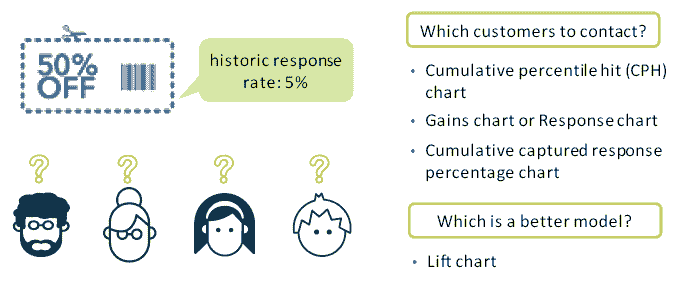 50%
OFF
historic response
rate: 5%
?
?
?
?
Which customers to contact?
• Cumulative percentile hit (CPH)
chart
• Gains chart or Response chart
• Cumulative captured response
percentage chart
Which is a better model?
• Lift chart